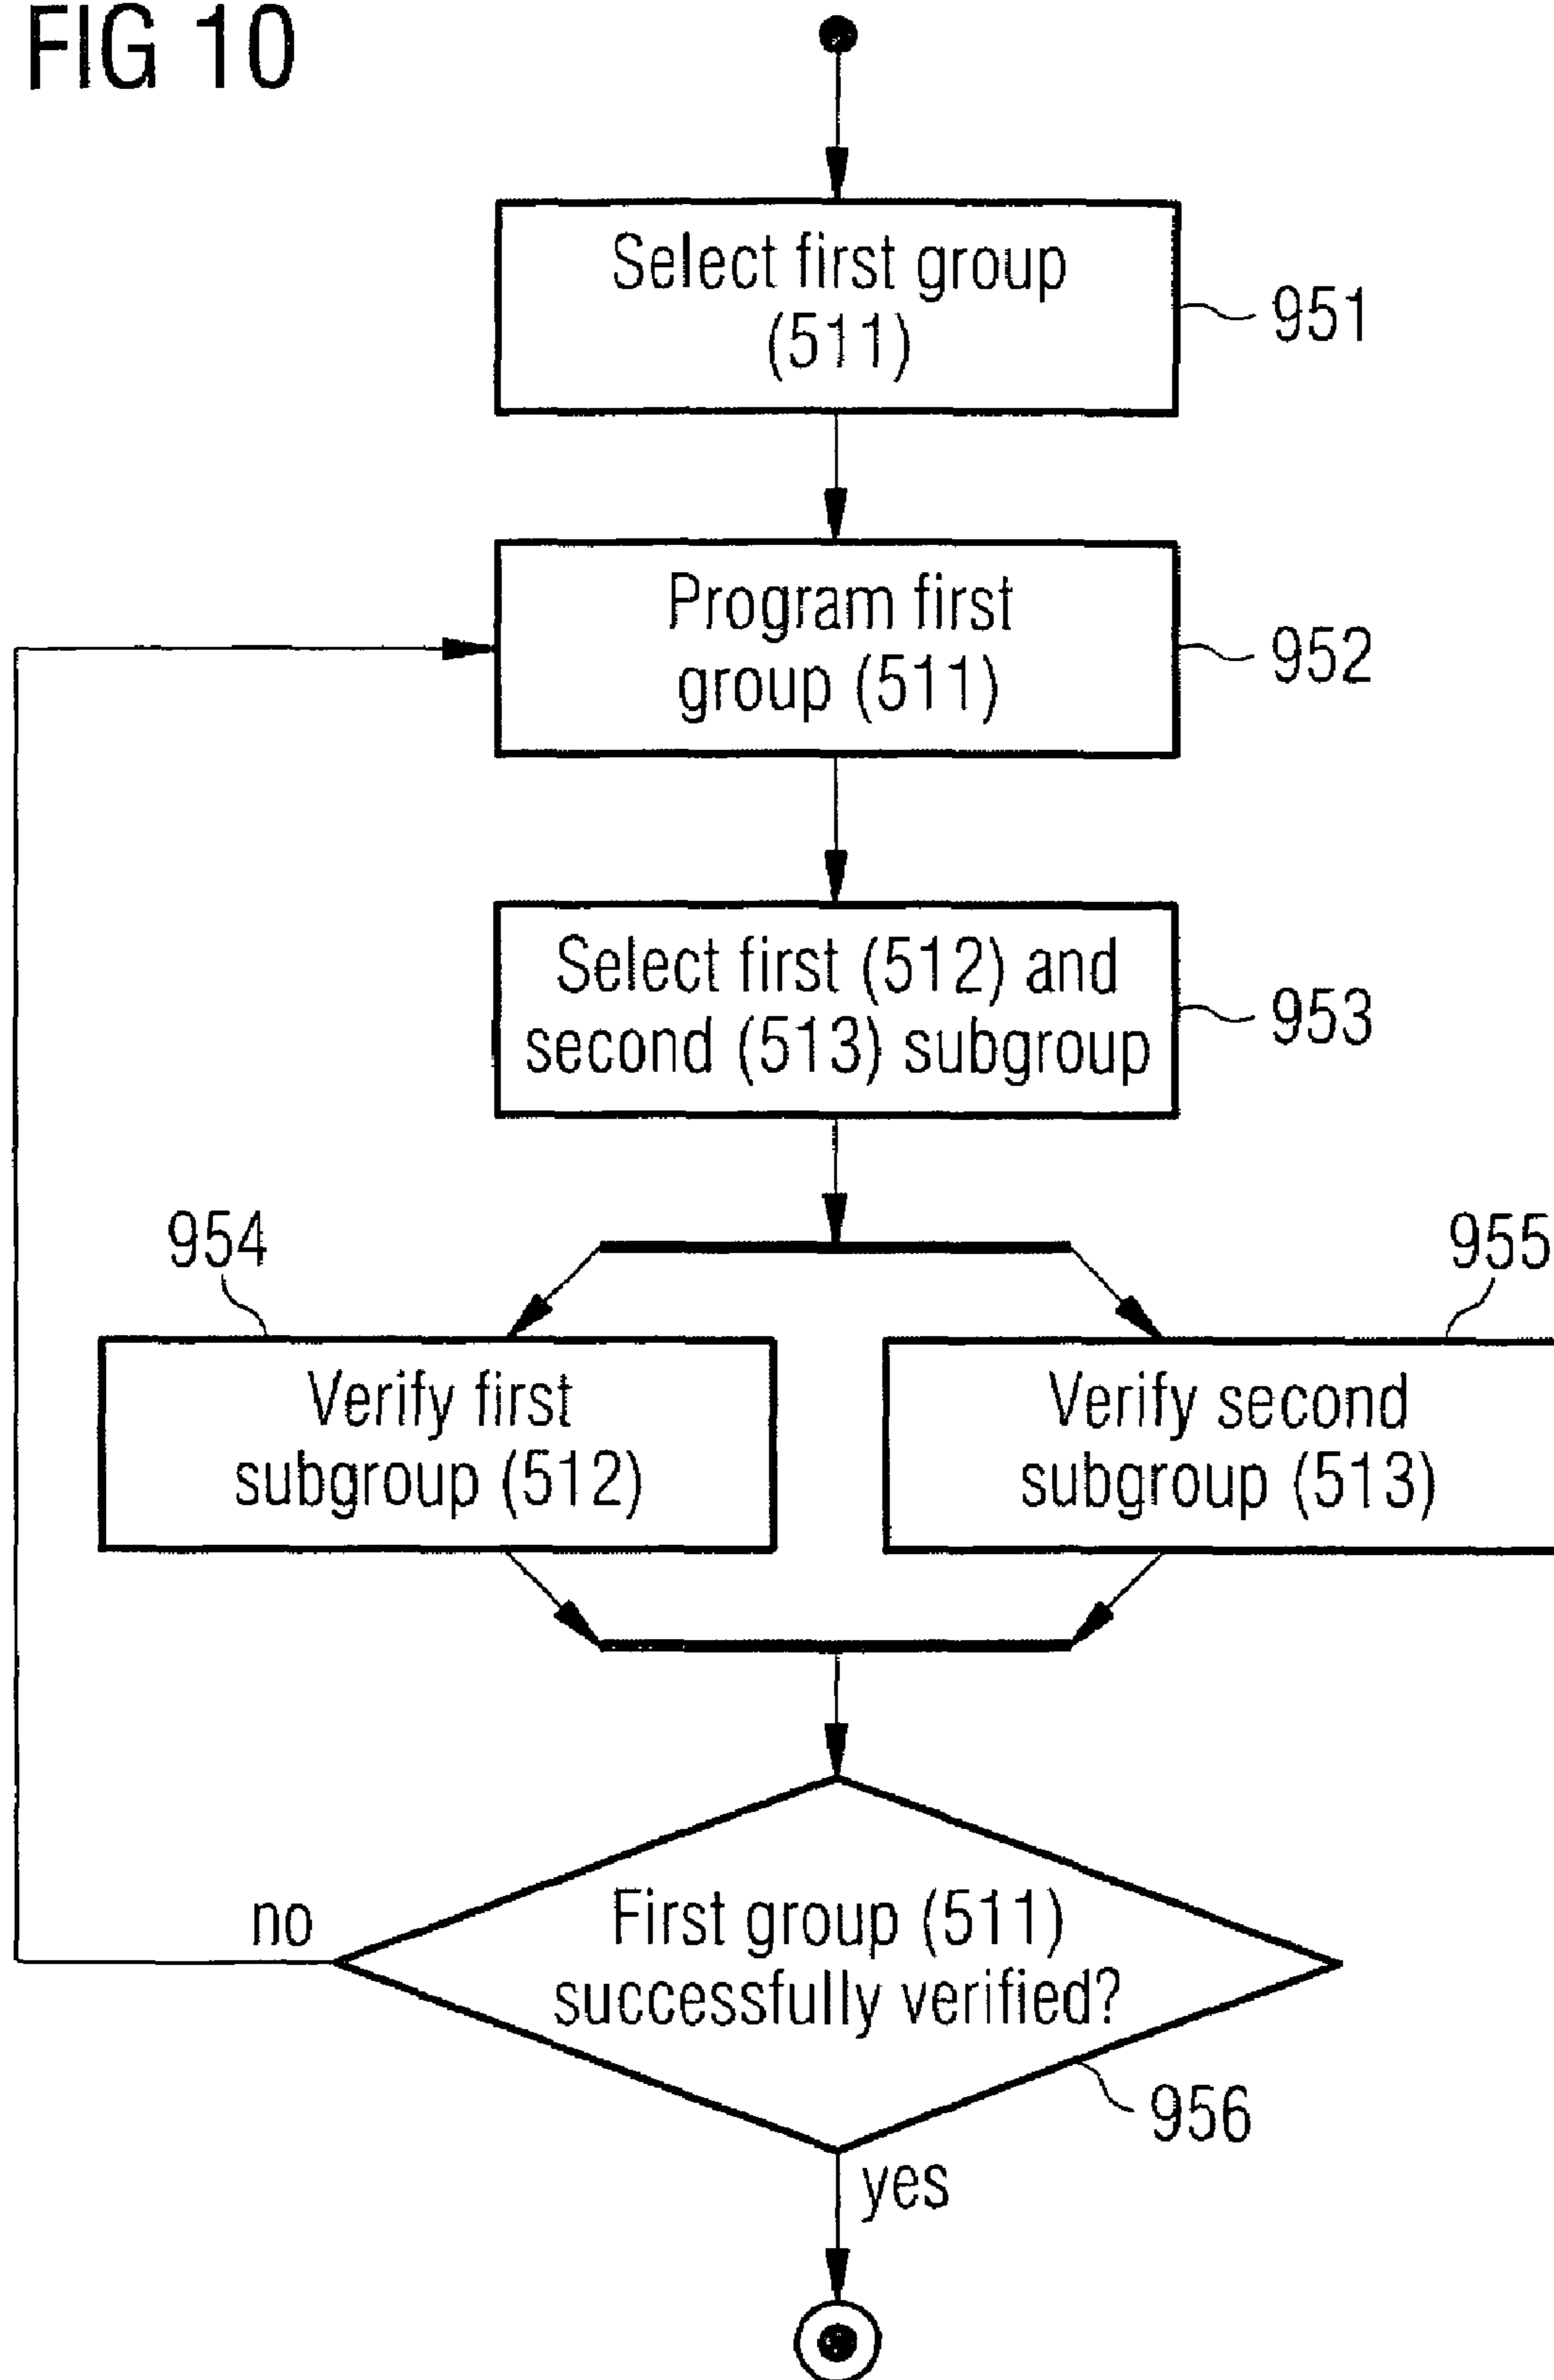 FIG 10
Select first group
(511)
951
Program first
group (511)
952
Select first (512) and
second (513) subgroup
953
954
955
Verify first
subgroup (512)
Verify second
subgroup (513)
no
First group (511)
successfully verified?
956
yes